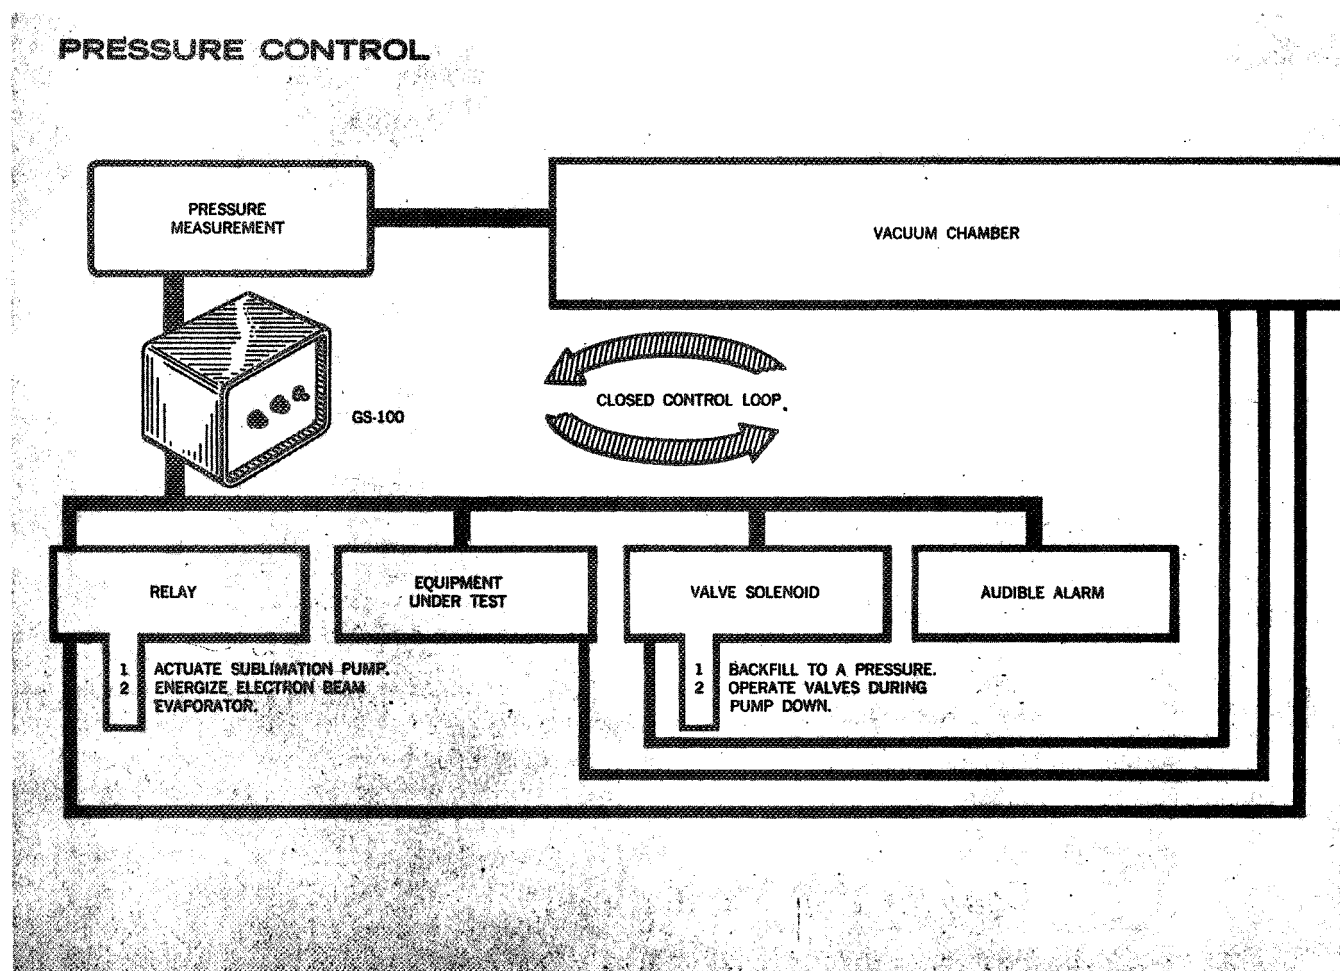 PRESSURE CONTROL
PRESSURE
MEASUREMENT
VACUUM CHAMBER
GS-100
CLOSED CONTROL LOOP
RELAY
EQUIPMENT
UNDER TEST
VALVE SOLENOID
AUDIBLE ALARM
1 ACTUATE SUBLIMATION PUMP.
2 ENERGIZE ELECTRON BEAM
EVAPORATOR.
1 BACKFILL TO A PRESSURE.
2 OPERATE VALVES DURING
PUMP DOWN.